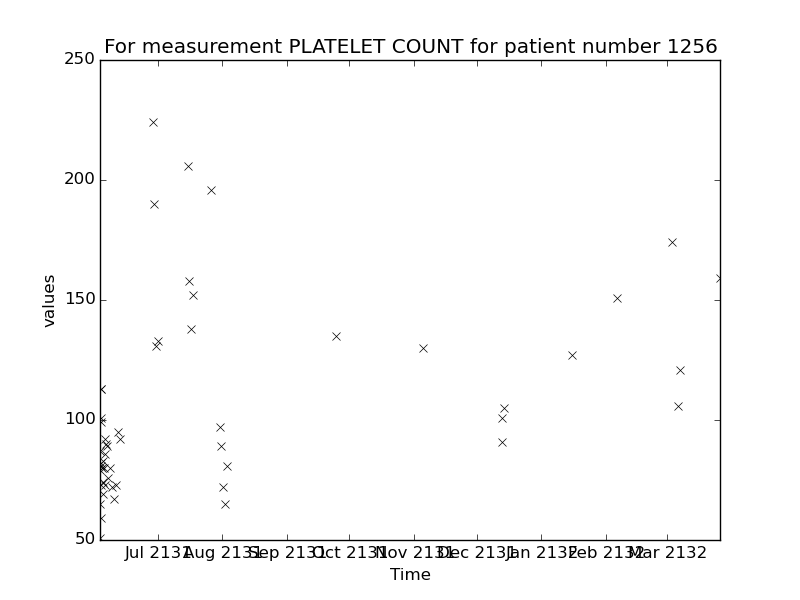 For measurement PLATELET COUNT for patient number 1256
250
200
150
100
50
values
Jul 2131 Aug 2131 Sep 2131 Oct 2131 Nov 2131 Dec 2131 Jan 2132 Feb 2132 Mar 2132
Time